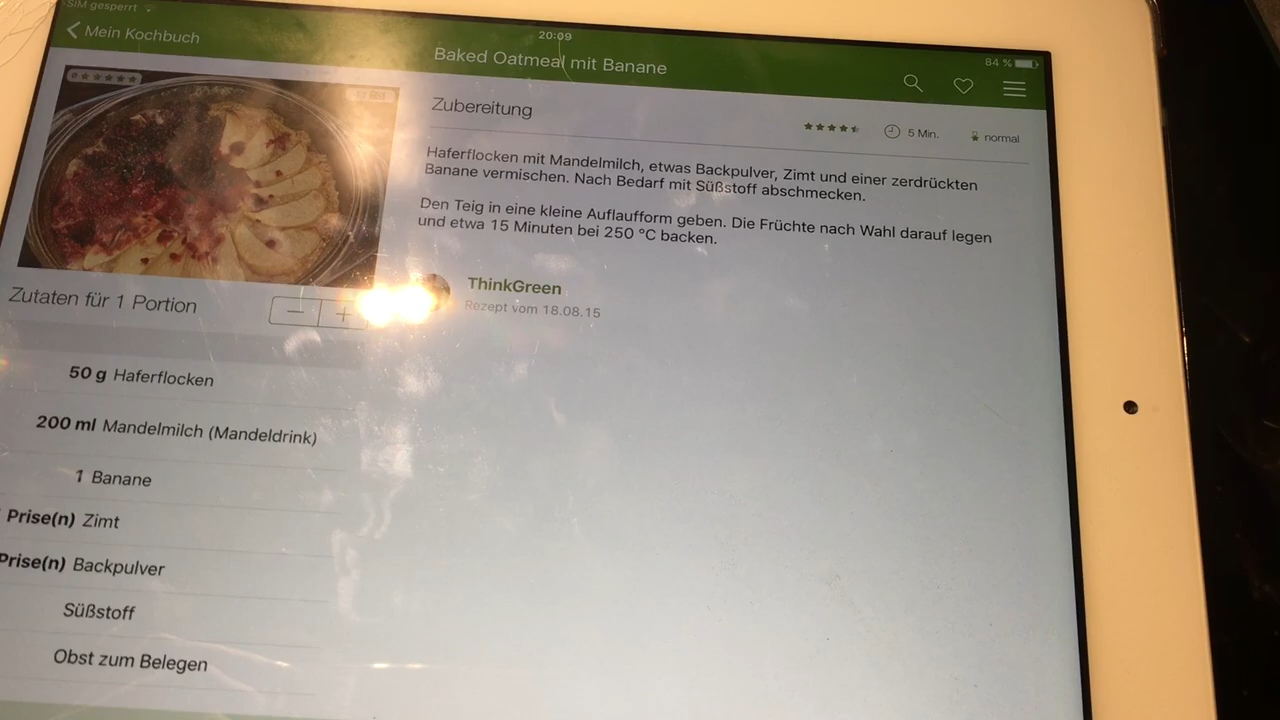 SIM gesperrt
20:09
84 %
Mein Kochbuch
Baked Oatmeal mit Banane
Zubereitung
5 Min.
normal
Haferflocken mit Mandelmilch, etwas Backpulver, Zimt und einer zerdrückten
Banane vermischen. Nach Bedarf mit Süßstoff abschmecken.
Den Teig in eine kleine Auflaufform geben. Die Früchte nach Wahl darauf legen
und etwa 15 Minuten bei 250 °C backen.
ThinkGreen
Rezept vom 18.08.15
Zutaten für 1 Portion
50 g Haferflocken
200 ml Mandelmilch (Mandeldrink)
1 Banane
Prise(n) Zimt
Prise(n) Backpulver
Süßstoff
Obst zum Belegen